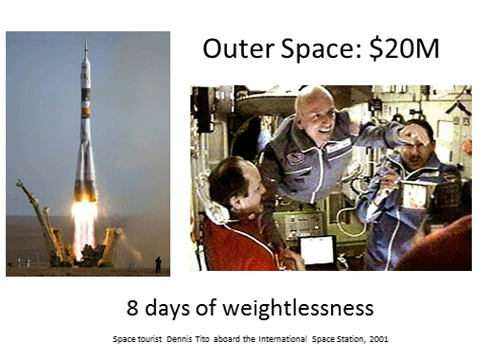 Outer Space: $20M
8 days of weightlessness
Space tourist Dennis Tito aboard the International Space Station, 2001